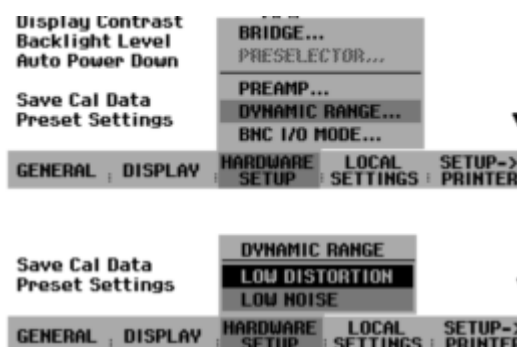 Display Contrast
Backlight Level
Auto Power Down
Save Cal Data
Preset Settings
BRIDGE...
PRESELECTOR...
PREAMP...
DYNAMIC RANGE...
BNC I/O MODE...
GENERAL DISPLAY HARDWARE SETUP LOCAL SETTINGS SETUP-> PRINTER
Save Cal Data
Preset Settings
DYNAMIC RANGE
LOW DISTORTION
LOW NOISE
GENERAL DISPLAY HARDWARE SETUP LOCAL SETTINGS SETUP-> PRINTER